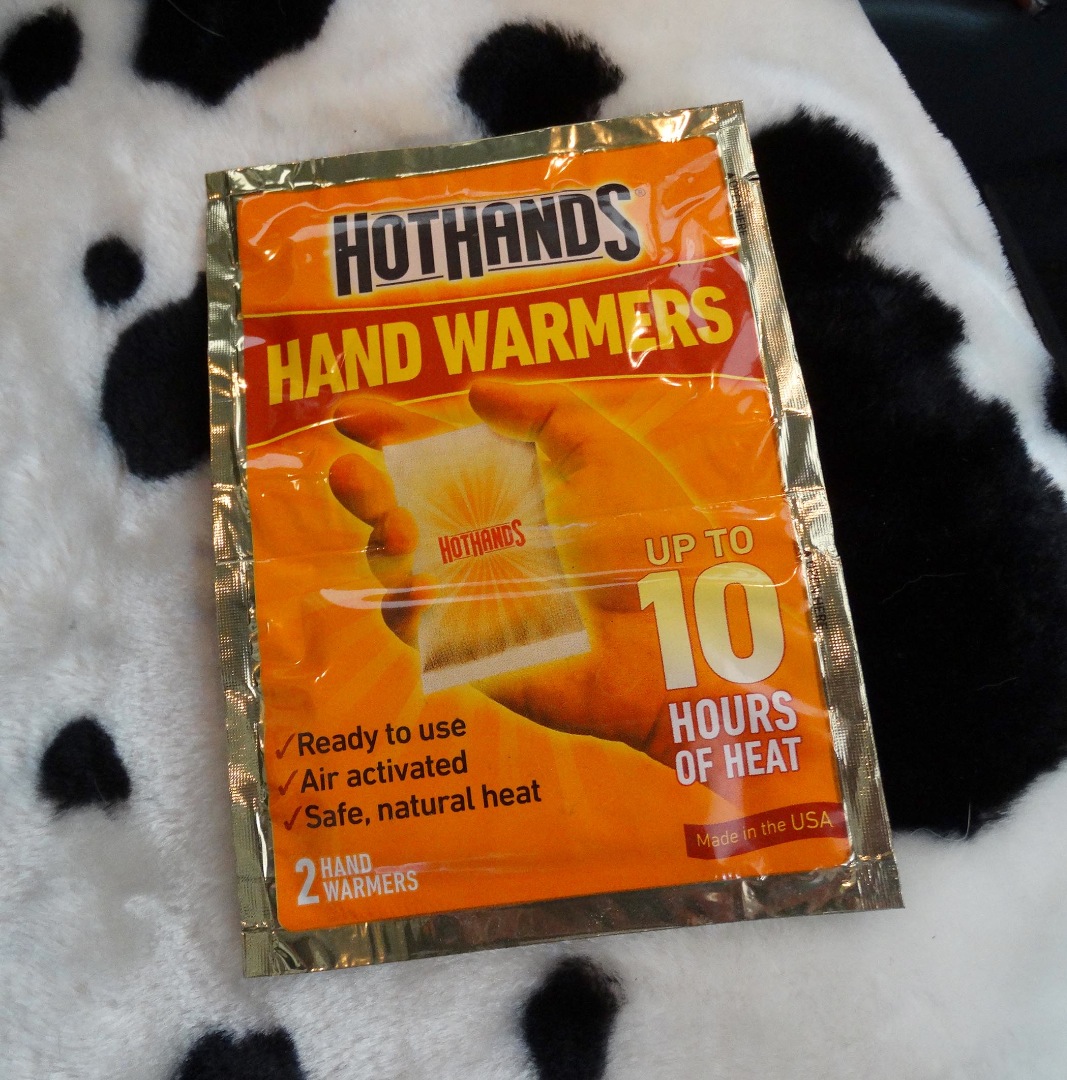 HOTHANDS®
HAND WARMERS
HOTHANDS
UP TO
10
HOURS
OF HEAT
✓Ready to use
✓Air activated
✓Safe, natural heat
Made in the USA
2 HAND
WARMERS